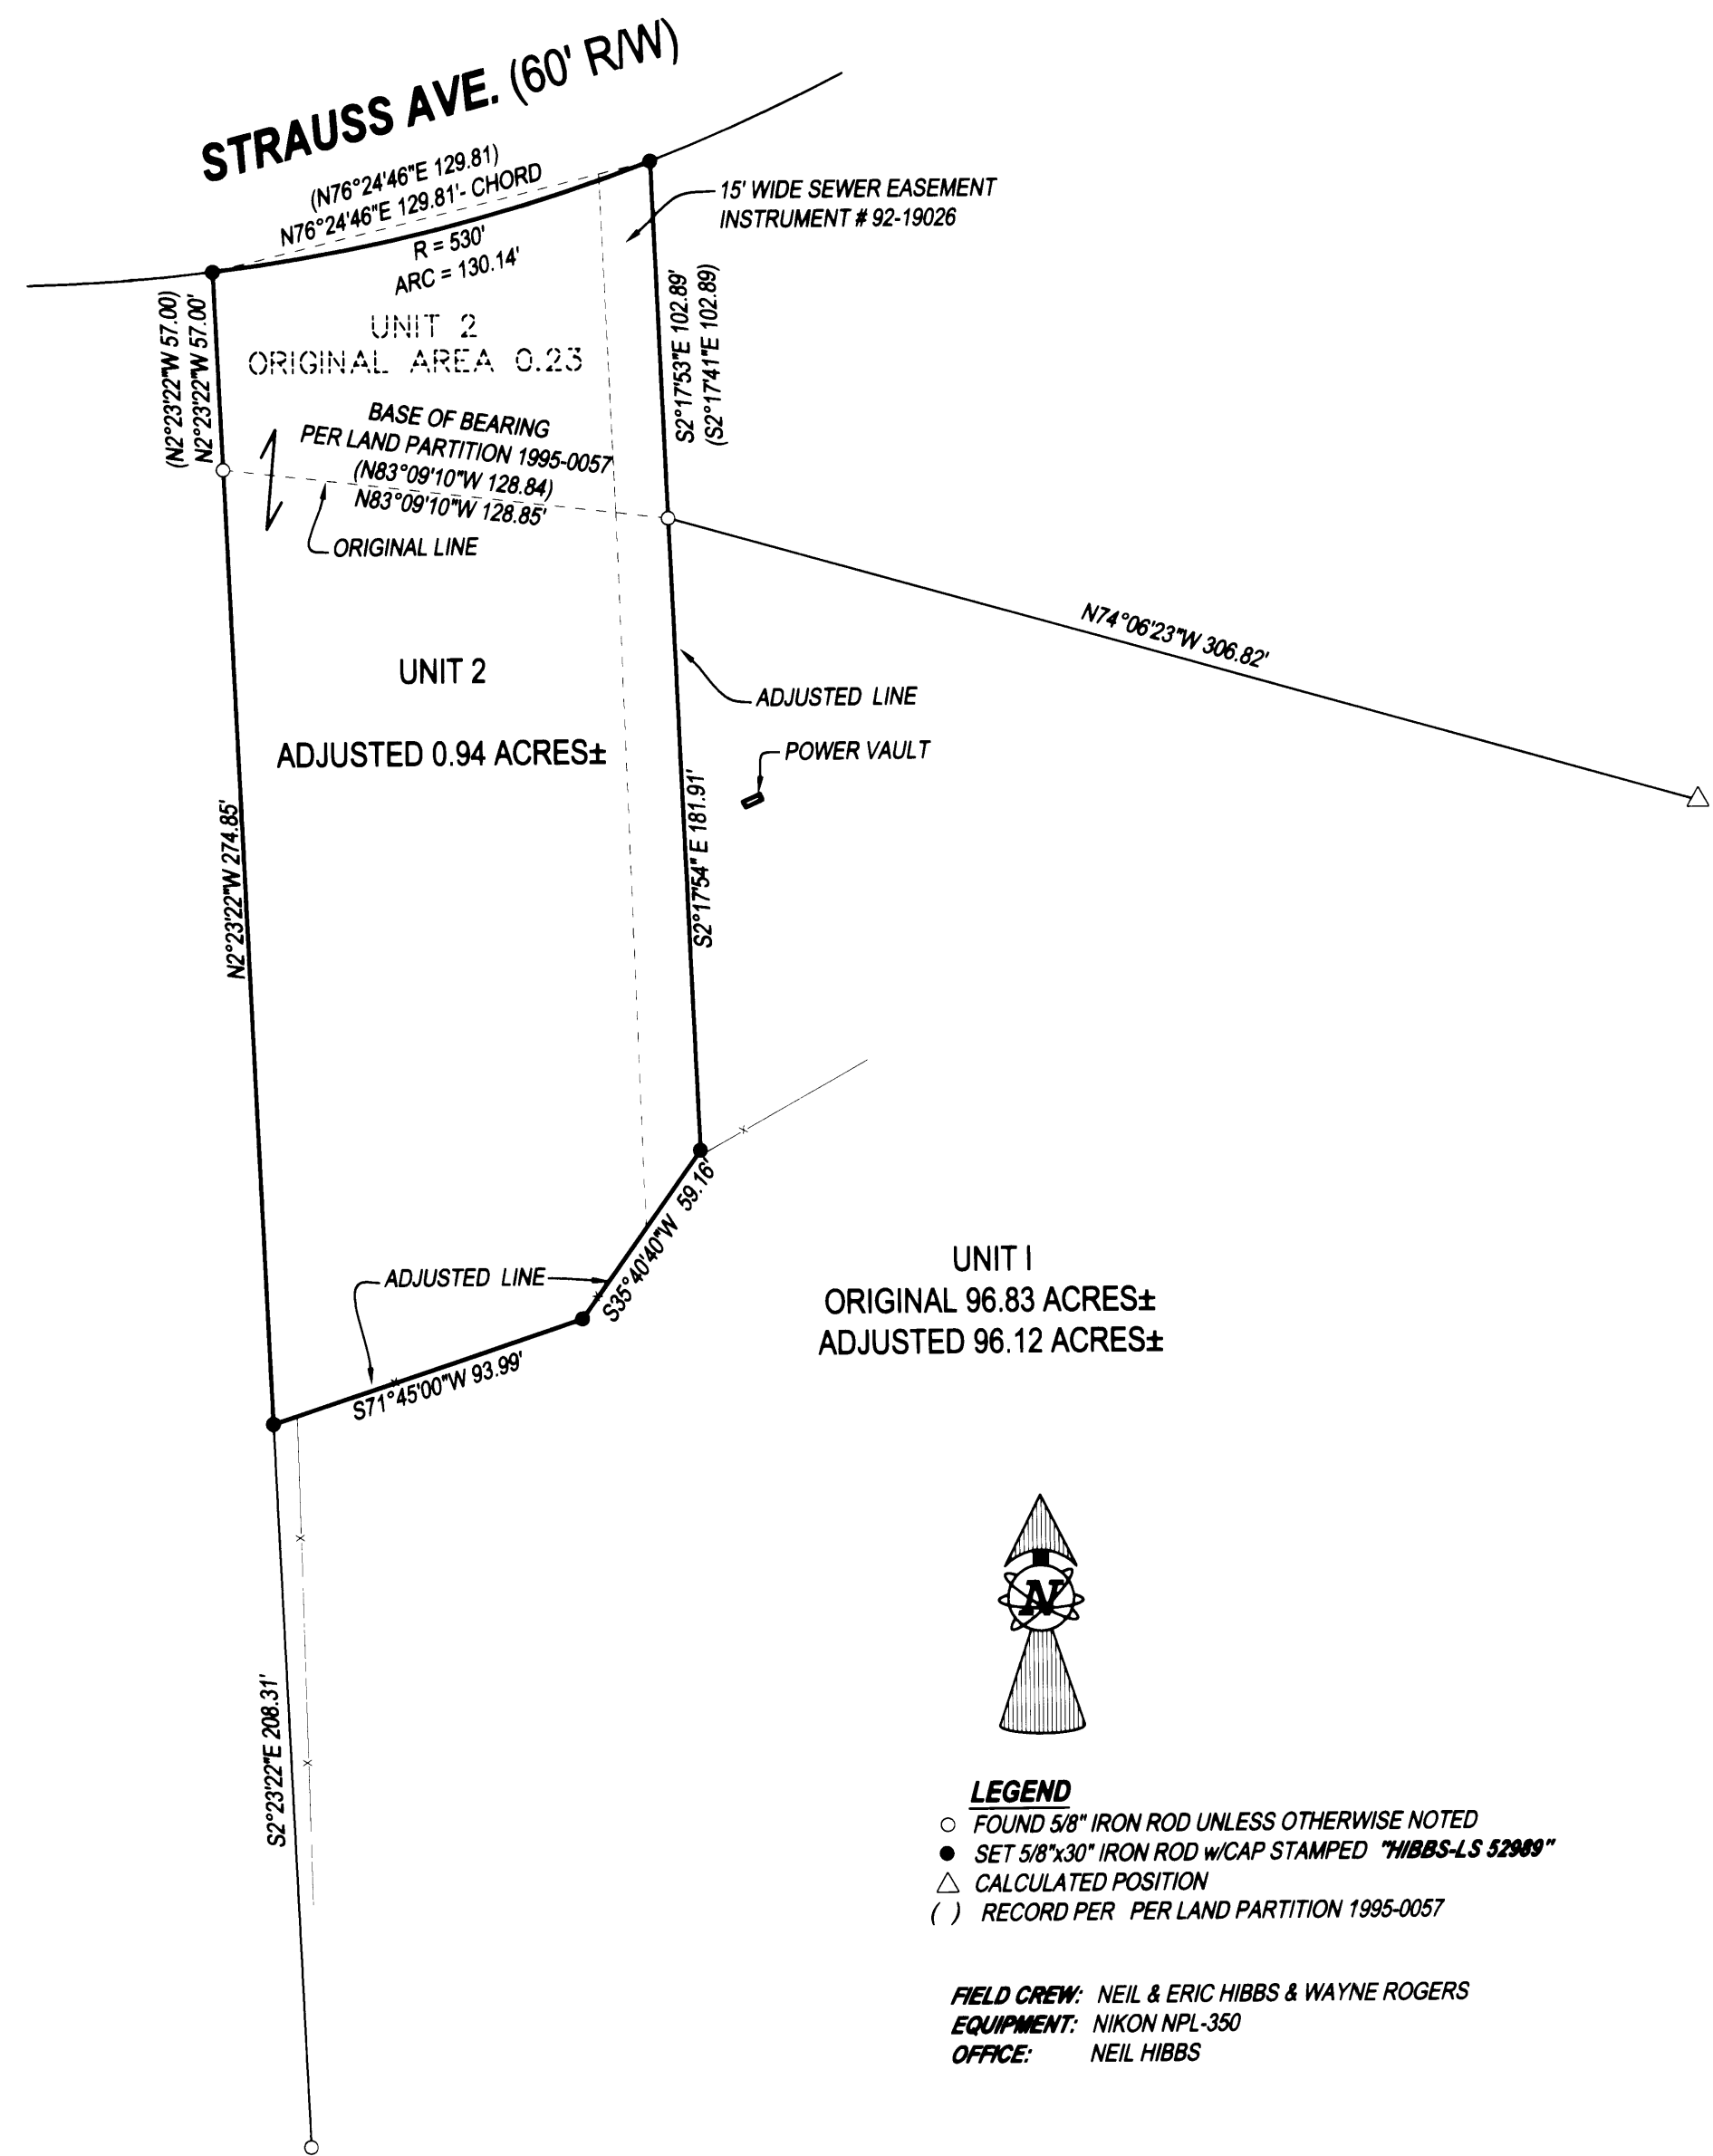 STRAUSS AVE. (60' R/W)
(N76°24'46"E 129.81)
N76°24'46"E 129.81'- CHORD
R = 530'
ARC = 130.14'
15' WIDE SEWER EASEMENT
INSTRUMENT # 92-19026
(N2°23'22"W 57.00)
N2°23'22"W 57.00'
UNIT 2
ORIGINAL AREA 0.23
S2°17'53"E 102.89'
(S2°17'41"E 102.89)
BASE OF BEARING
PER LAND PARTITION 1995-0057
(N83°09'10"W 128.84)
N83°09'10"W 128.85'
ORIGINAL LINE
N74°06'23"W 306.82'
UNIT 2
ADJUSTED LINE
ADJUSTED 0.94 ACRES±
POWER VAULT
N2°23'22"W 274.85'
S2°17'54" E 181.91'
S35°40'40"W 59.16'
ADJUSTED LINE
S71°45'00"W 93.99'
UNIT I
ORIGINAL 96.83 ACRES±
ADJUSTED 96.12 ACRES±
N
S2°23'22"E 208.31'
LEGEND
FOUND 5/8" IRON ROD UNLESS OTHERWISE NOTED
SET 5/8"x30" IRON ROD w/CAP STAMPED "HIBBS-LS 52989"
CALCULATED POSITION
( ) RECORD PER PER LAND PARTITION 1995-0057
FIELD CREW: NEIL & ERIC HIBBS & WAYNE ROGERS
EQUIPMENT: NIKON NPL-350
OFFICE: NEIL HIBBS